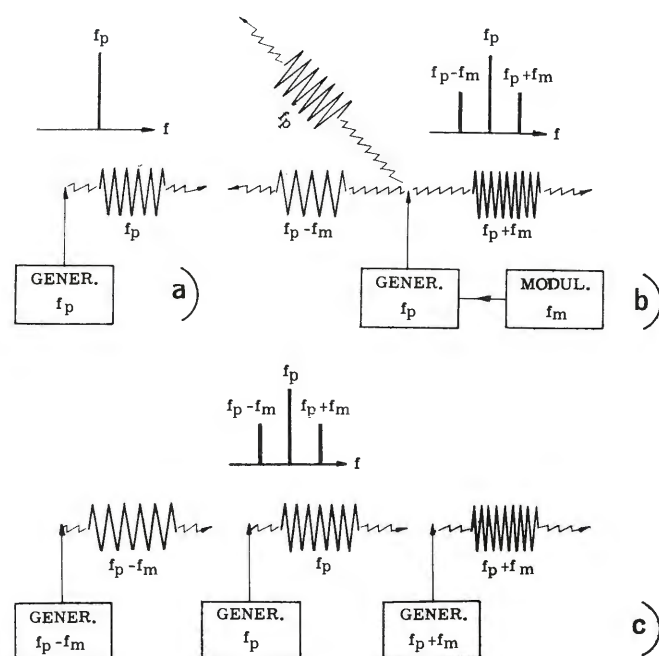 fp
f
fp
GENER.
fp
a)
fp
fp-fm
fp+fm
f
fp
fp-fm
fp+fm
GENER.
fp
MODUL.
fm
b)
fp
fp-fm
fp+fm
f
fp-fm
fp
fp+fm
GENER.
fp-fm
GENER.
fp
GENER.
fp+fm
c)